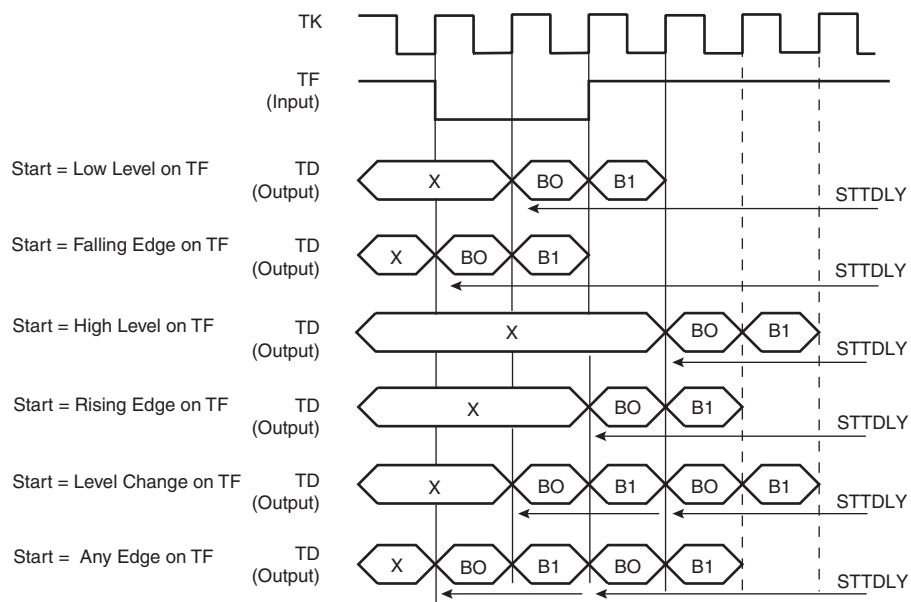 TK
TF
(Input)
Start = Low Level on TF
TD
(Output)
X
BO
B1
STTDLY
Start = Falling Edge on TF
TD
(Output)
X
BO
B1
STTDLY
Start = High Level on TF
TD
(Output)
X
BO
B1
STTDLY
Start = Rising Edge on TF
TD
(Output)
X
BO
B1
STTDLY
Start = Level Change on TF
TD
(Output)
X
BO
B1
BO
B1
STTDLY
Start = Any Edge on TF
TD
(Output)
X
BO
B1
BO
B1
STTDLY